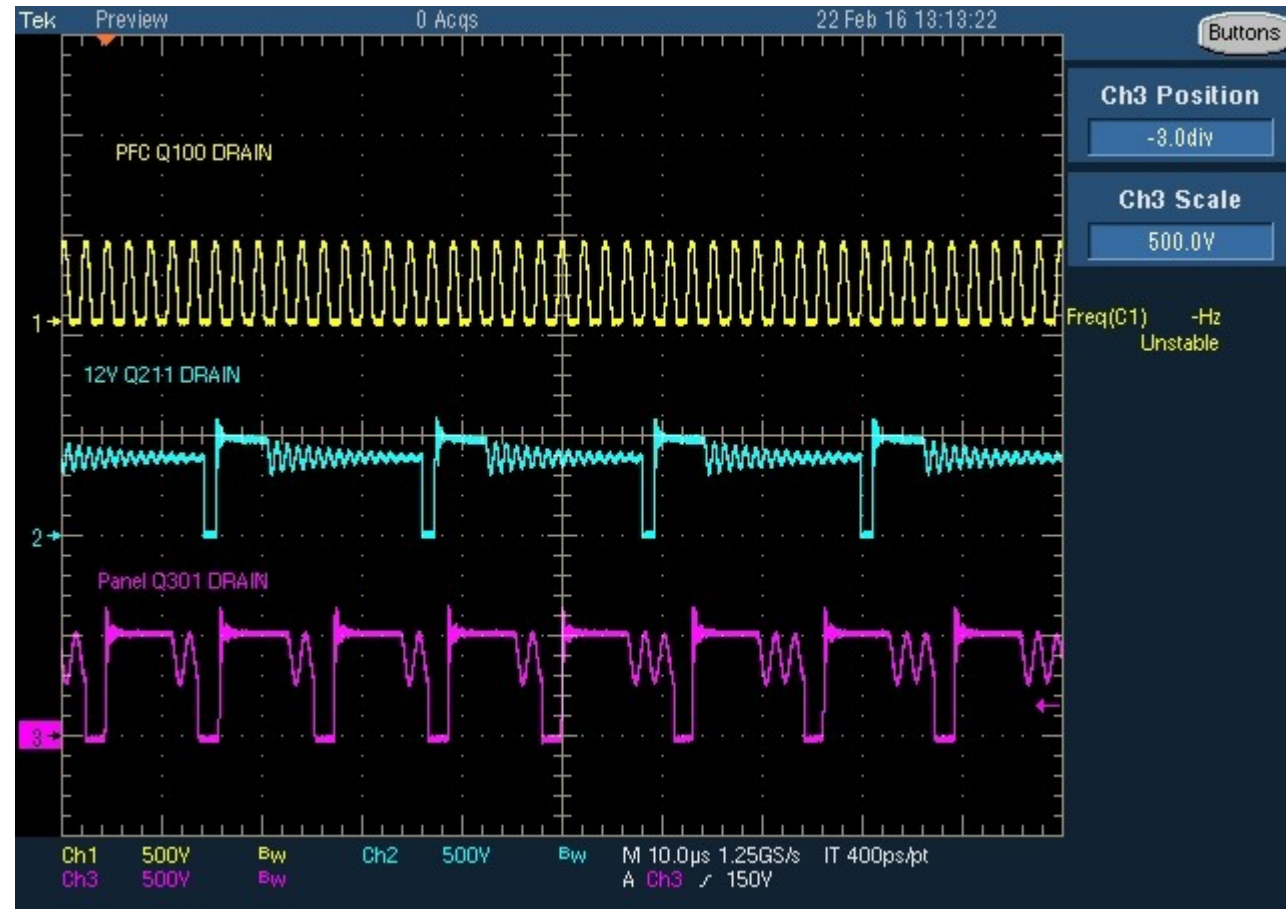 Tek Preview 0 Acqs 22 Feb 16 13:13:22
Buttons
Ch3 Position
-3.0div
Ch3 Scale
500.0V
PFC Q100 DRAIN
1
Freq(C1) -Hz
Unstable
12V Q211 DRAIN
2
Panel Q301 DRAIN
3
Ch1 500V Bw Ch2 500V Bw M 10.0µs 1.25GS/s IT 400ps/pt
Ch3 500V Bw A Ch3 / 150V